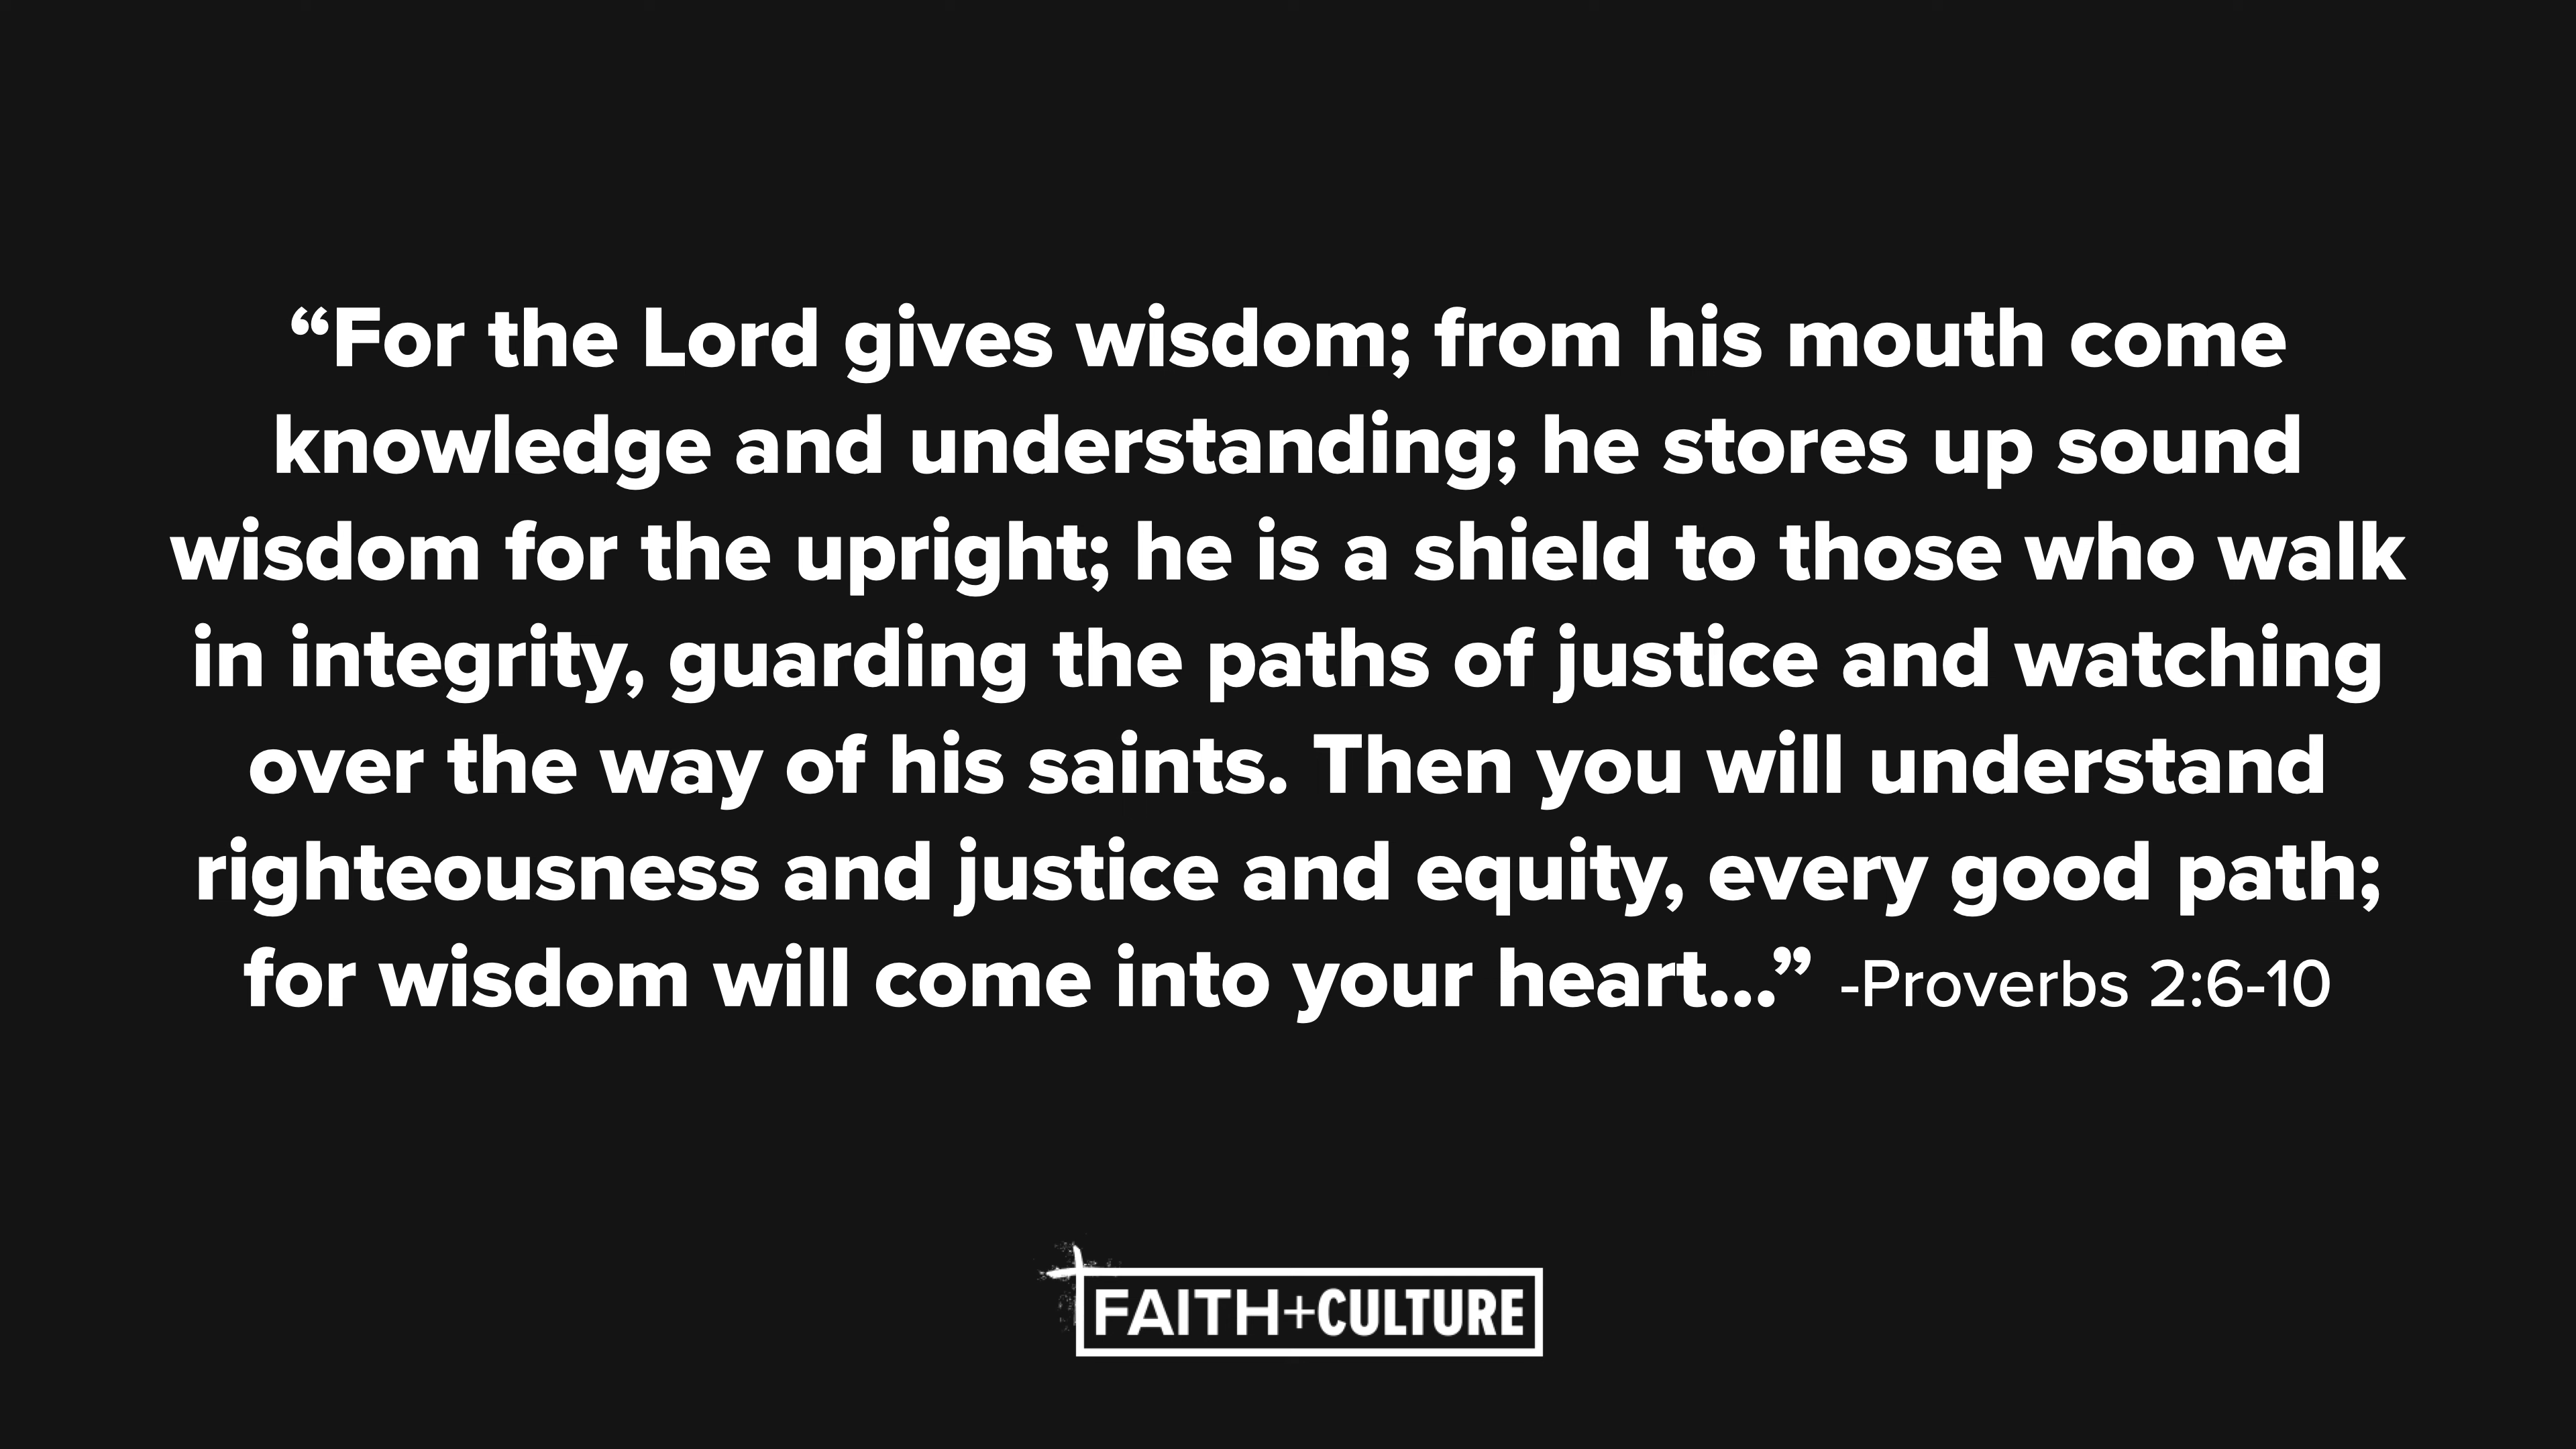 “For the Lord gives wisdom; from his mouth come
knowledge and understanding; he stores up sound
wisdom for the upright; he is a shield to those who walk
in integrity, guarding the paths of justice and watching
over the way of his saints. Then you will understand
righteousness and justice and equity, every good path;
for wisdom will come into your heart...” -Proverbs 2:6-10
FAITH+CULTURE